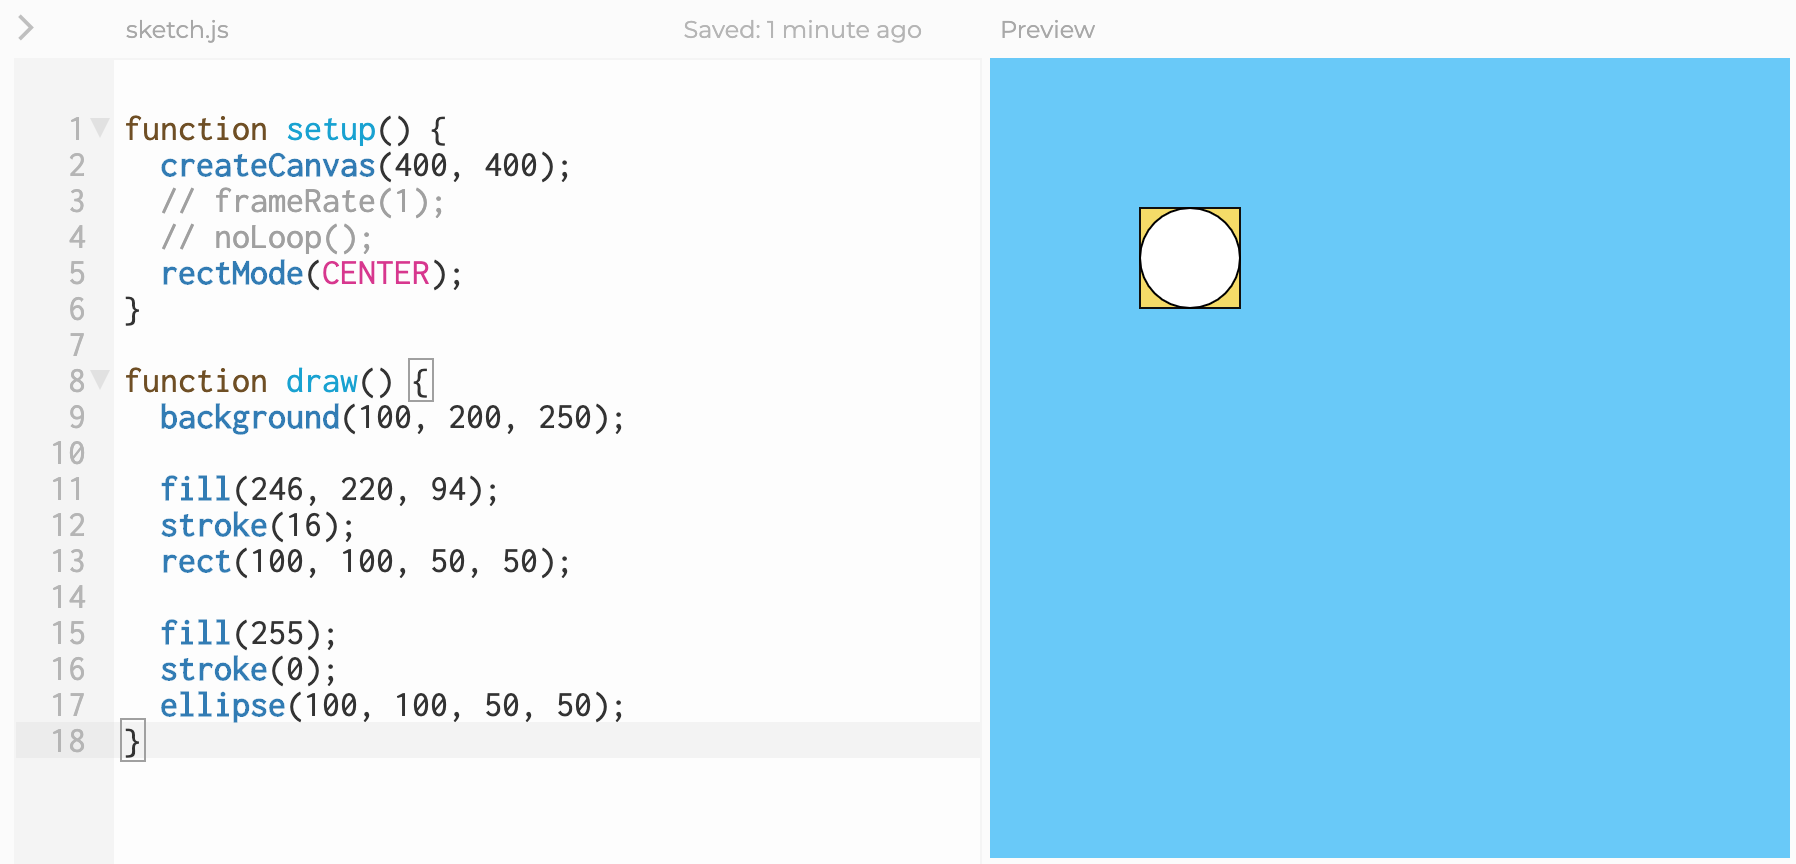 sketch.js Saved: 1 minute ago Preview
1 function setup() {
2 createCanvas(400, 400);
3 // frameRate(1);
4 // noLoop();
5 rectMode(CENTER);
6 }
7
8 function draw() {
9 background(100, 200, 250);
10
11 fill(246, 220, 94);
12 stroke(16);
13 rect(100, 100, 50, 50);
14
15 fill(255);
16 stroke(0);
17 ellipse(100, 100, 50, 50);
18 }